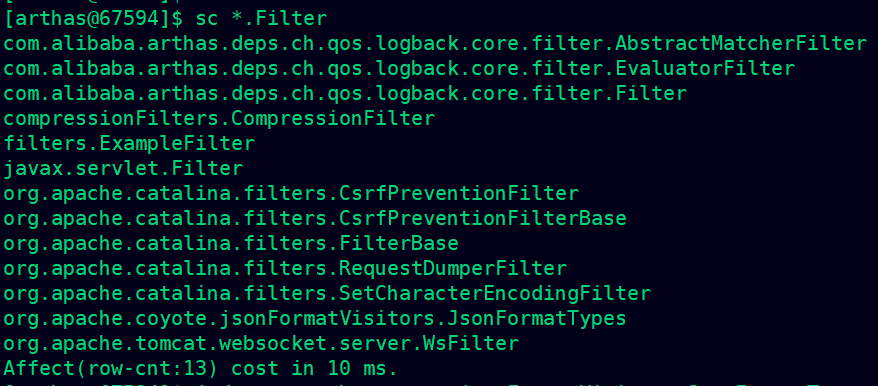 [arthas@67594]$ sc *.Filter
com.alibaba.arthas.deps.ch.qos.logback.core.filter.AbstractMatcherFilter
com.alibaba.arthas.deps.ch.qos.logback.core.filter.EvaluatorFilter
com.alibaba.arthas.deps.ch.qos.logback.core.filter.Filter
compressionFilters.CompressionFilter
filters.ExampleFilter
javax.servlet.Filter
org.apache.catalina.filters.CsrfPreventionFilter
org.apache.catalina.filters.CsrfPreventionFilterBase
org.apache.catalina.filters.FilterBase
org.apache.catalina.filters.RequestDumperFilter
org.apache.catalina.filters.SetCharacterEncodingFilter
org.apache.coyote.jsonFormatVisitors.JsonFormatTypes
org.apache.tomcat.websocket.server.WsFilter
Affect(row-cnt:13) cost in 10 ms.